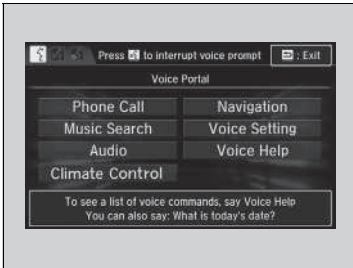 Press to interrupt voice prompt : Exit
Voice Portal
Phone Call Navigation
Music Search Voice Setting
Audio Voice Help
Climate Control
To see a list of voice commands, say Voice Help
You can also say: What is today's date?